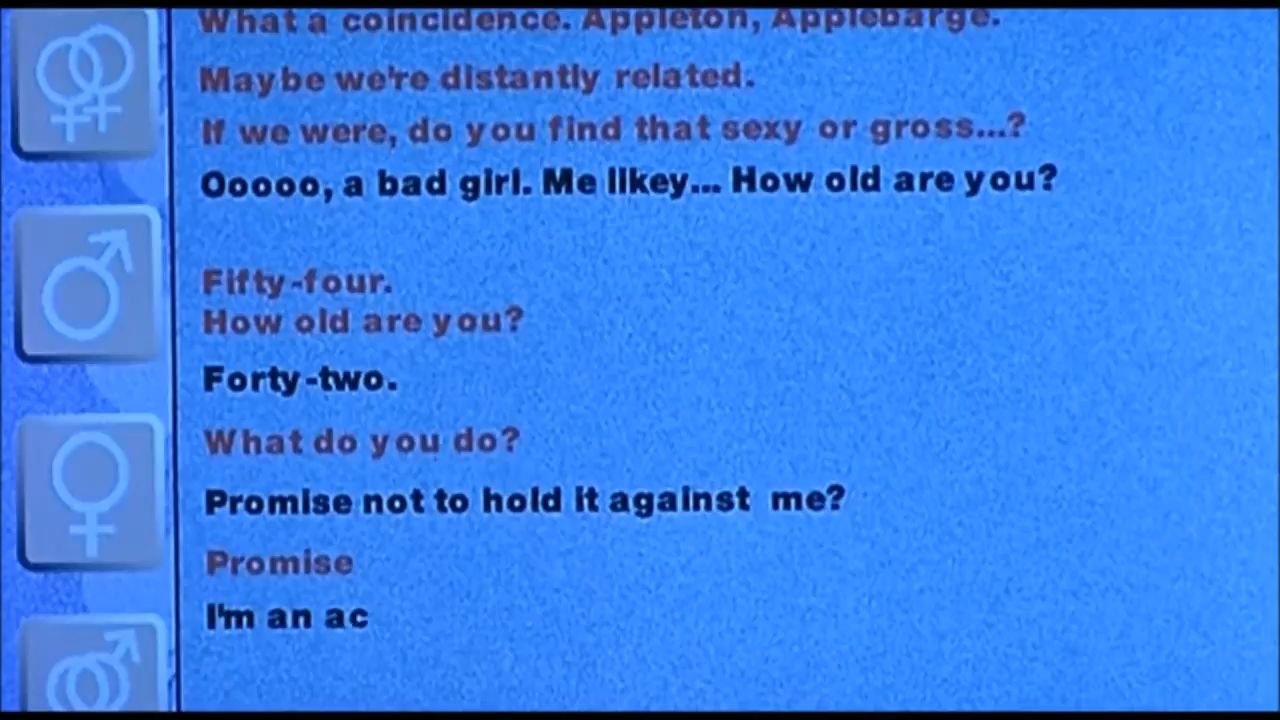 What a coincidence. Appleton, Applebarge.
Maybe we're distantly related.
If we were, do you find that sexy or gross...?
Ooooo, a bad girl. Me likey... How old are you?
Fifty-four.
How old are you?
Forty-two.
What do you do?
Promise not to hold it against me?
Promise
I'm an ac